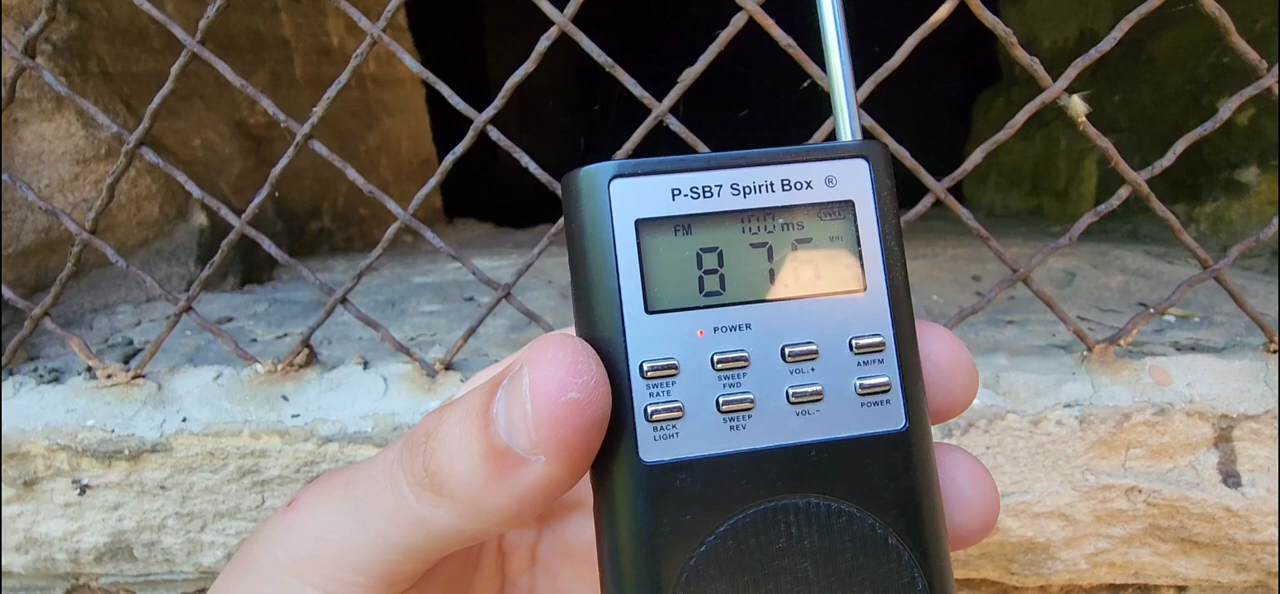 P-SB7 Spirit Box ®
FM 100 ms
87
POWER
SWEEP RATE
SWEEP FWD
VOL.+
AM/FM
BACK LIGHT
SWEEP REV
VOL.-
POWER